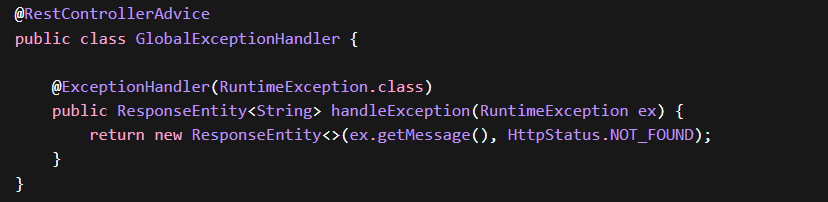 @RestControllerAdvice
public class GlobalExceptionHandler {
@ExceptionHandler(RuntimeException.class)
public ResponseEntity<String> handleException(RuntimeException ex) {
return new ResponseEntity<>(ex.getMessage(), HttpStatus.NOT_FOUND);
}
}